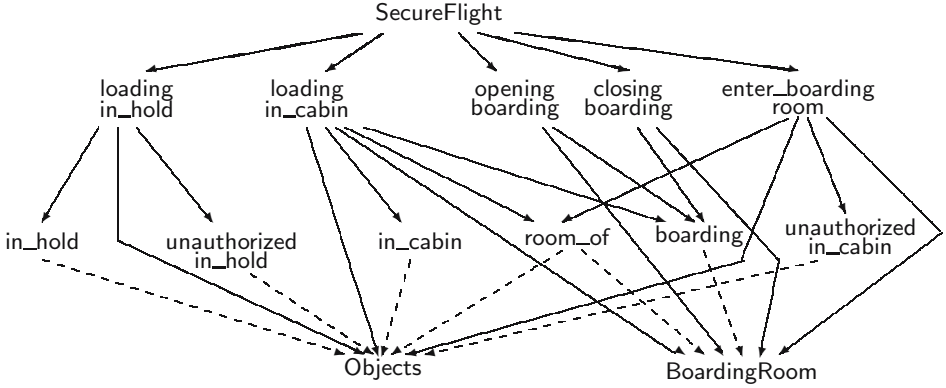 SecureFlight
loading
in_hold
loading
in_cabin
opening
boarding
closing
boarding
enter_boarding
room
in_hold
unauthorized
in_hold
in_cabin
room_of
boarding
unauthorized
in_cabin
Objects
BoardingRoom